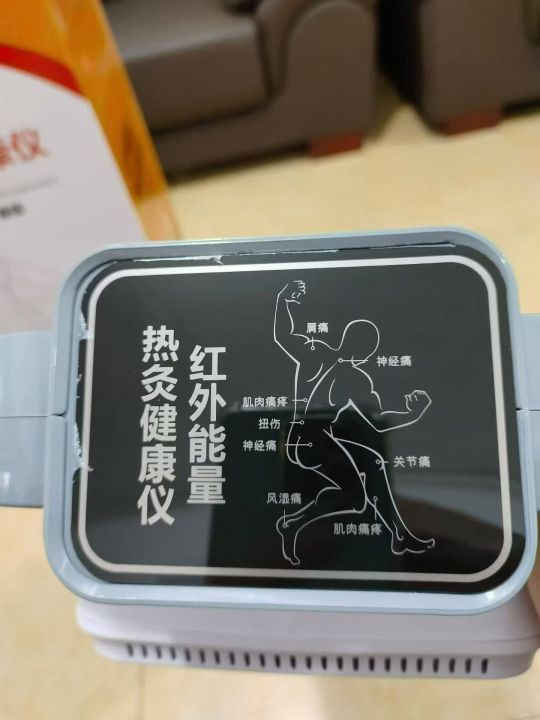 红外能量
热灸健康仪
肩痛
神经痛
肌肉痛疼
扭伤
神经痛
关节痛
风湿痛
肌肉痛疼
仪